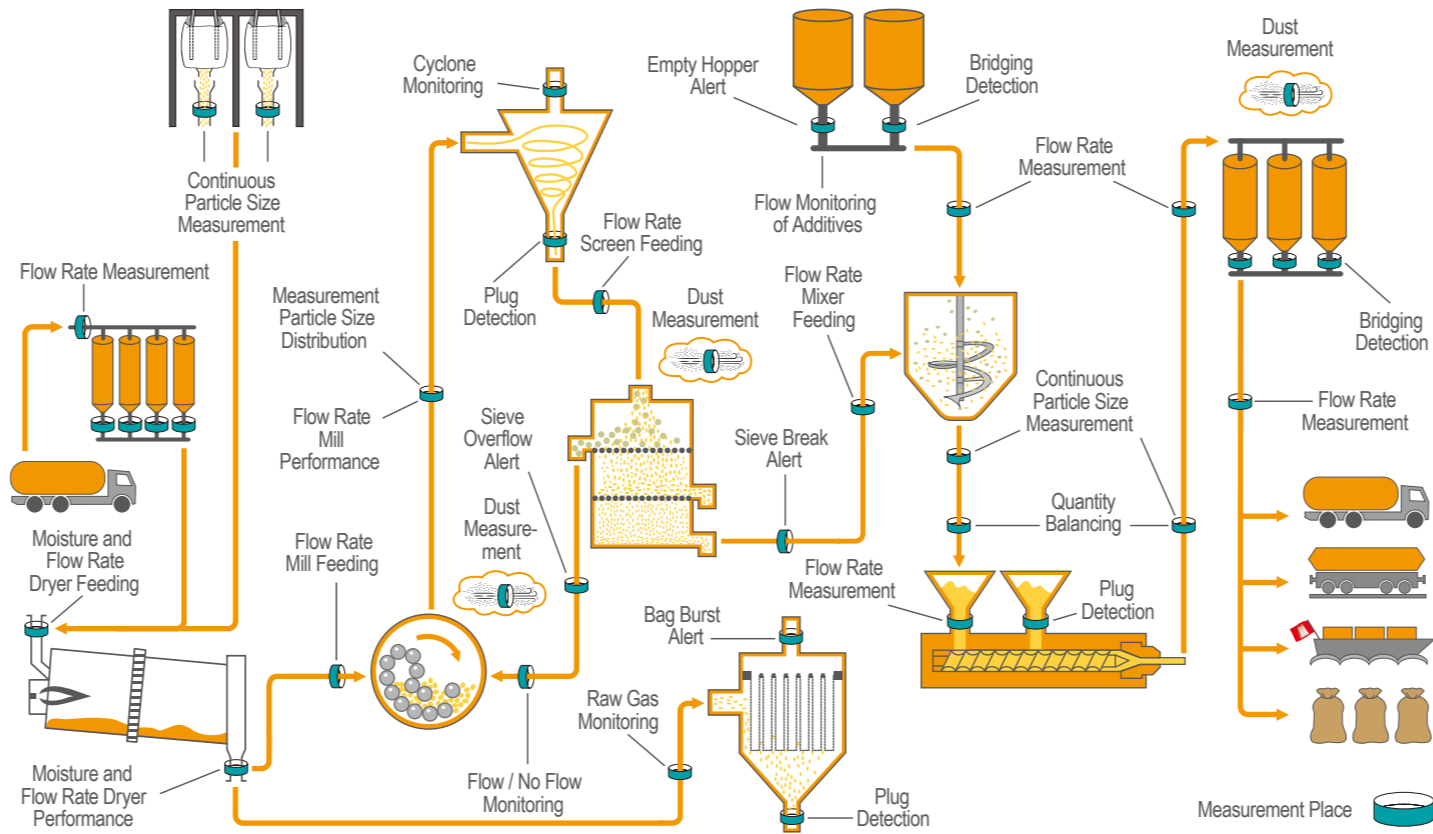 Continuous
Particle Size
Measurement
Flow Rate Measurement
Moisture and
Flow Rate
Dryer Feeding
Moisture and
Flow Rate Dryer
Performance
Flow Rate
Mill Feeding
Measurement
Particle Size
Distribution
Flow Rate
Mill
Performance
Cyclone
Monitoring
Plug
Detection
Flow Rate
Screen Feeding
Dust
Measurement
Sieve
Overflow
Alert
Dust
Measure-
ment
Flow / No Flow
Monitoring
Raw Gas
Monitoring
Bag Burst
Alert
Plug
Detection
Sieve Break
Alert
Flow Rate
Mixer
Feeding
Empty Hopper
Alert
Bridging
Detection
Flow Monitoring
of Additives
Flow Rate
Measurement
Continuous
Particle Size
Measurement
Quantity
Balancing
Flow Rate
Measurement
Plug
Detection
Dust
Measurement
Bridging
Detection
Flow Rate
Measurement
Measurement Place